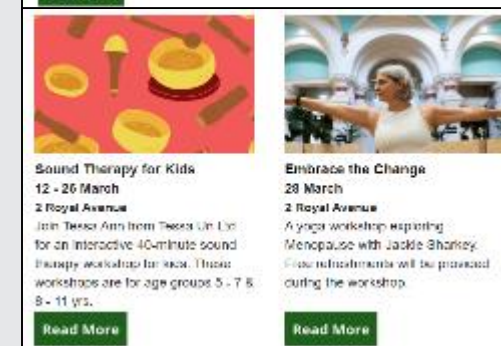 Sound Therapy for Kids
12 - 26 March
2 Royal Avenue
Join Tessa Ann from Tessa Un Ltd
for an interactive 40-minute sound
therapy workshop for kids. These
workshops are for age groups 5 - 7 &
8 - 11 yrs.
Read More
Embrace the Change
28 March
2 Royal Avenue
A yoga workshop exploring
Menopause with Jackie Sharkey.
Free refreshments will be provided
during the workshop.
Read More